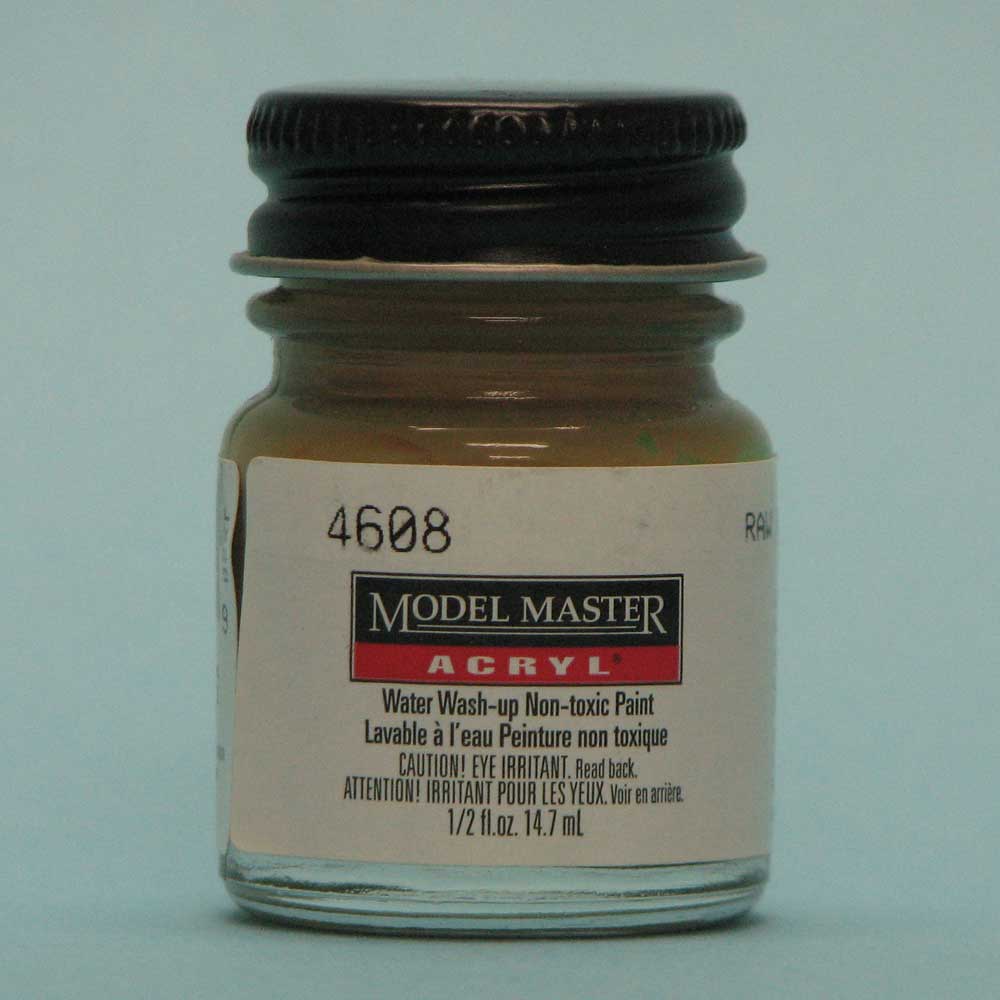 4608
RAW
MODEL MASTER
ACRYL®
Water Wash-up Non-toxic Paint
Lavable à l'eau Peinture non toxique
CAUTION! EYE IRRITANT. Read back.
ATTENTION! IRRITANT POUR LES YEUX. Voir en arrière.
1/2 fl.oz. 14.7 mL